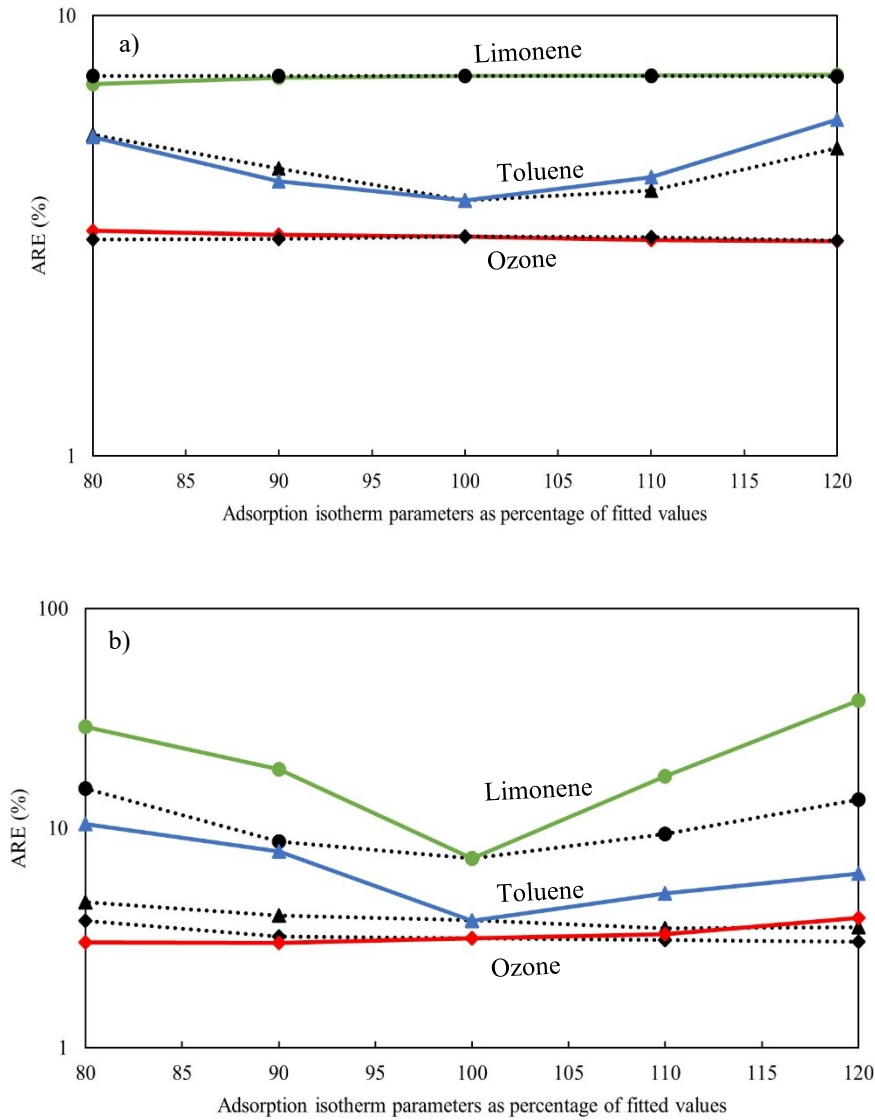 10
a)
Limonene
Toluene
ARE (%)
Ozone
1
80 85 90 95 100 105 110 115 120
Adsorption isotherm parameters as percentage of fitted values
100
b)
Limonene
ARE (%)
10
Toluene
Ozone
1
80 85 90 95 100 105 110 115 120
Adsorption isotherm parameters as percentage of fitted values